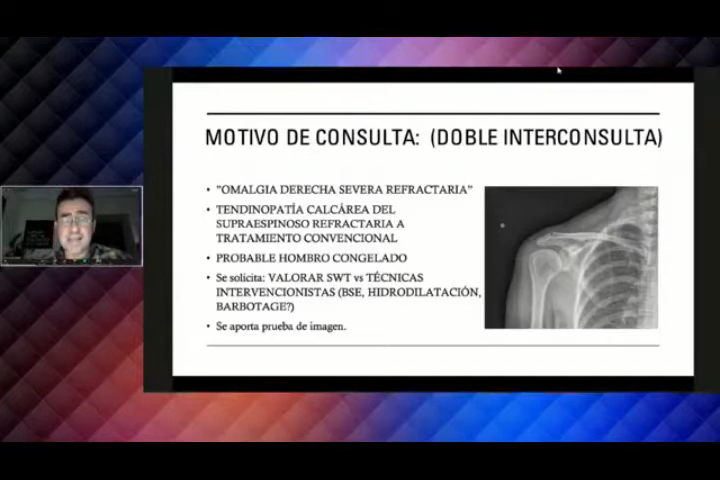 MOTIVO DE CONSULTA: (DOBLE INTERCONSULTA)
• "OMALGIA DERECHA SEVERA REFRACTARIA"
• TENDINOPATÍA CALCÁREA DEL
SUPRAESPINOSO REFRACTARIA A
TRATAMIENTO CONVENCIONAL
• PROBABLE HOMBRO CONGELADO
• Se solicita: VALORAR SWT vs TÉCNICAS
INTERVENCIONISTAS (BSE, HIDRODILATACIÓN,
BARBOTAGE?)
• Se aporta prueba de imagen.